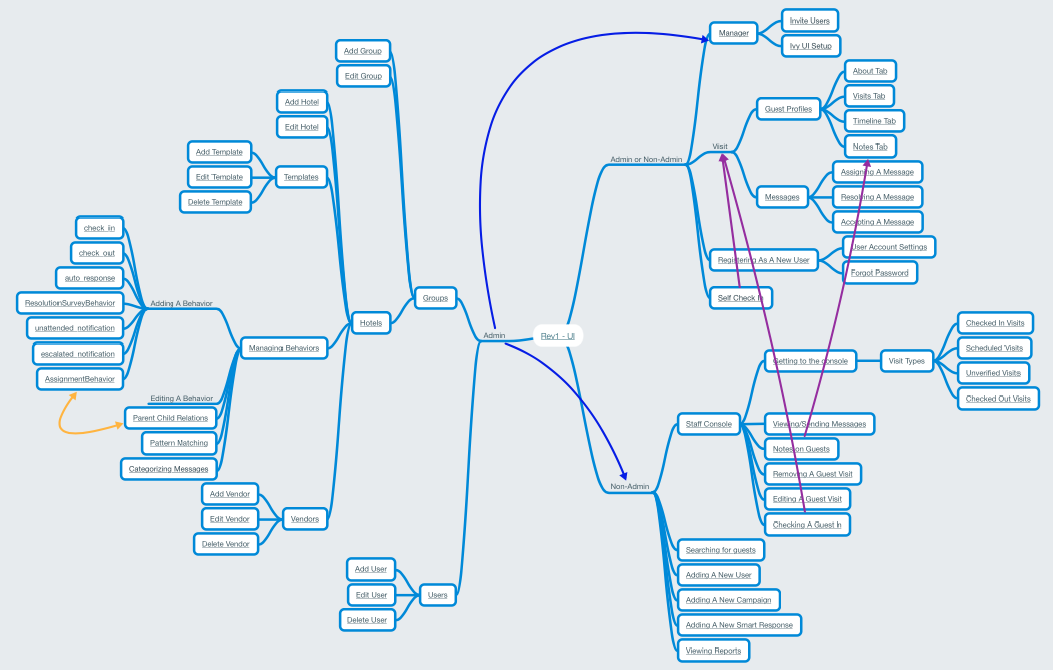 Rev1 - UI
Admin
Groups
Add Group
Edit Group
Hotels
Add Hotel
Edit Hotel
Templates
Add Template
Edit Template
Delete Template
Managing Behaviors
Adding A Behavior
check_iin
check_out
auto_response
ResolutionSurveyBehavior
unattended_notification
escalated_notification
AssignmentBehavior
Editing A Behavior
Parent Child Relations
Pattern Matching
Categorizing Messages
Vendors
Add Vendor
Edit Vendor
Delete Vendor
Users
Add User
Edit User
Delete User
Admin or Non-Admin
Manager
Invite Users
Ivy UI Setup
Visit
Guest Profiles
About Tab
Visits Tab
Timeline Tab
Notes Tab
Messages
Assigning A Message
Resolving A Message
Accepting A Message
Registering As A New User
User Account Settings
Forgot Password
Self Check In
Non-Admin
Staff Console
Getting to the console
Visit Types
Checked In Visits
Scheduled Visits
Unverified Visits
Checked Out Visits
Viewing/Sending Messages
Notes on Guests
Removing A Guest Visit
Editing A Guest Visit
Checking A Guest In
Searching for guests
Adding A New User
Adding A New Campaign
Adding A New Smart Response
Viewing Reports